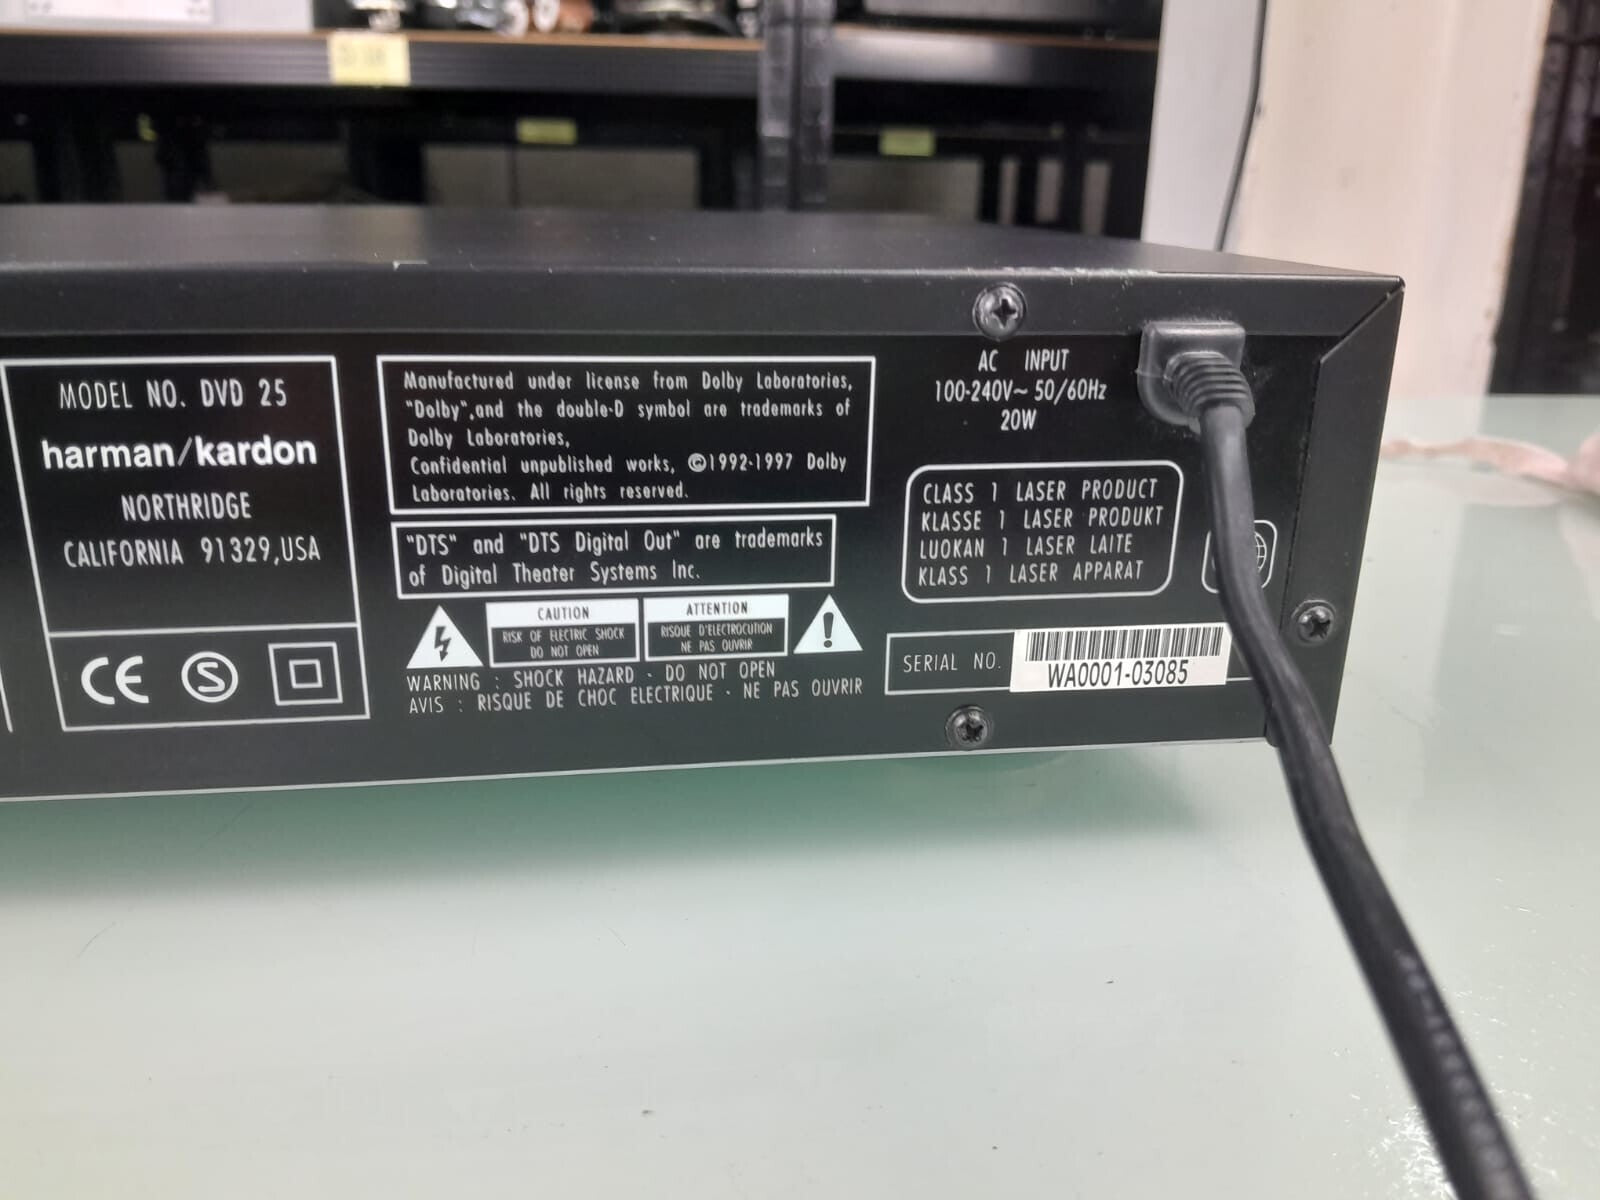 MODEL NO. DVD 25
harman/kardon
NORTHRIDGE
CALIFORNIA 91329,USA
CE
S
Manufactured under license from Dolby Laboratories,
"Dolby",and the double-D symbol are trademarks of
Dolby Laboratories,
Confidential unpublished works, ©1992-1997 Dolby
Laboratories. All rights reserved.
"DTS" and "DTS Digital Out" are trademarks
of Digital Theater Systems Inc.
CAUTION
RISK OF ELECTRIC SHOCK
DO NOT OPEN
ATTENTION
RISQUE D'ELECTROCUTION
NE PAS OUVRIR
WARNING : SHOCK HAZARD - DO NOT OPEN
AVIS : RISQUE DE CHOC ELECTRIQUE - NE PAS OUVRIR
AC INPUT
100-240V~ 50/60Hz
20W
CLASS 1 LASER PRODUCT
KLASSE 1 LASER PRODUKT
LUOKAN 1 LASER LAITE
KLASS 1 LASER APPARAT
SERIAL NO.
WA0001-03085